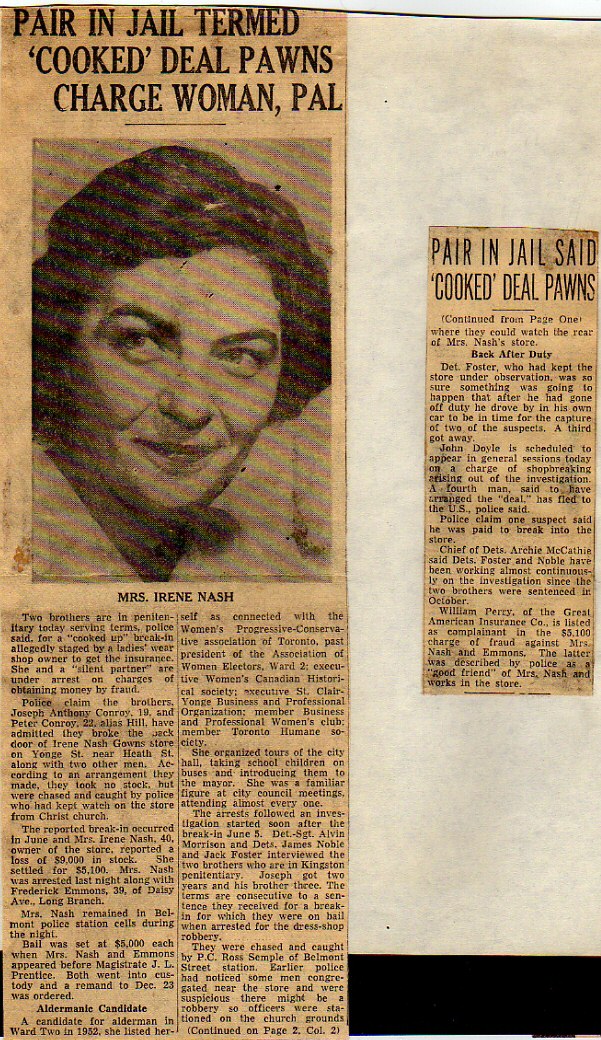 PAIR IN JAIL TERMED
'COOKED' DEAL PAWNS
CHARGE WOMAN, PAL
MRS. IRENE NASH
Two brothers are in peniten-
itary today serving terms, police
said, for a "cooked up" break-in
allegedly staged by a ladies' wear
shop owner to get the insurance.
She and a "silent partner" are
under arrest on charges of
obtaining money by fraud.
Police claim the brothers,
Joseph Anthony Conroy, 19, and
Peter Conroy, 22, alias Hill, have
admitted they broke the back
door of Irene Nash Gowns store
on Yonge St. near Heath St.
along with two other men. Ac-
cording to an arrangement they
made, they took no stock, but
were chased and caught by police
who had kept watch on the store
from Christ church.
The reported break-in occurred
in June and Mrs. Irene Nash, 40,
owner of the store, reported a
loss of $9,000 in stock. She
settled for $5,100. Mrs. Nash
was arrested last night along with
Frederick Emmons, 39, of Daisy
Ave., Long Branch.
Mrs. Nash remained in Bel-
mont police station cells during
the night.
Bail was set at $5,000 each
when Mrs. Nash and Emmons
appeared before Magistrate J. L.
Prentice. Both went into cus-
tody and a remand to Dec. 23
was ordered.
Aldermanic Candidate
A candidate for alderman in
Ward Two in 1952, she listed her-
self as connected with the
Women's Progressive-Conserva-
tive association of Toronto, past
president of the Association of
Women Electors, Ward 2; execu-
tive Women's Canadian Histori-
cal society; executive St. Clair-
Yonge Business and Professional
Organization; member Business
and Professional Women's club;
member Toronto Humane so-
ciety.
She organized tours of the city
hall, taking school children on
buses and introducing them to
the mayor. She was a familiar
figure at city council meetings,
attending almost every one.
The arrests followed an inves-
tigation started soon after the
break-in June 5. Det.-Sgt. Alvin
Morrison and Dets. James Noble
and Jack Foster interviewed the
two brothers who are in Kingston
penitentiary. Joseph got two
years and his brother three. The
terms are consecutive to a sen-
tence they received for a break-
in for which they were on bail
when arrested for the dress-shop
robbery.
They were chased and caught
by P.C. Ross Semple of Belmont
Street station. Earlier police
had noticed some men congre-
gated near the store and were
suspicious there might be a
robbery so officers were sta-
tioned on the church grounds
(Continued on Page 2, Col. 2)
PAIR IN JAIL SAID
'COOKED' DEAL PAWNS
(Continued from Page One)
where they could watch the rear
of Mrs. Nash's store.
Back After Duty
Det. Foster, who had kept the
store under observation, was so
sure something was going to
happen that after he had gone
off duty he drove by in his own
car to be in time for the capture
of two of the suspects. A third
got away.
John Doyle is scheduled to
appear in general sessions today
on a charge of shopbreaking
arising out of the investigation.
A fourth man, said to have
arranged the "deal," has fled to
the U.S., police said.
Police claim one suspect said
he was paid to break into the
store.
Chief of Dets. Archie McCathie
said Dets. Foster and Noble have
been working almost continuous-
ly on the investigation since the
two brothers were sentenced in
October.
William Perry, of the Great
American Insurance Co., is listed
as complainant in the $5,100
charge of fraud against Mrs.
Nash and Emmons. The latter
was described by police as a
"good friend" of Mrs. Nash and
works in the store.